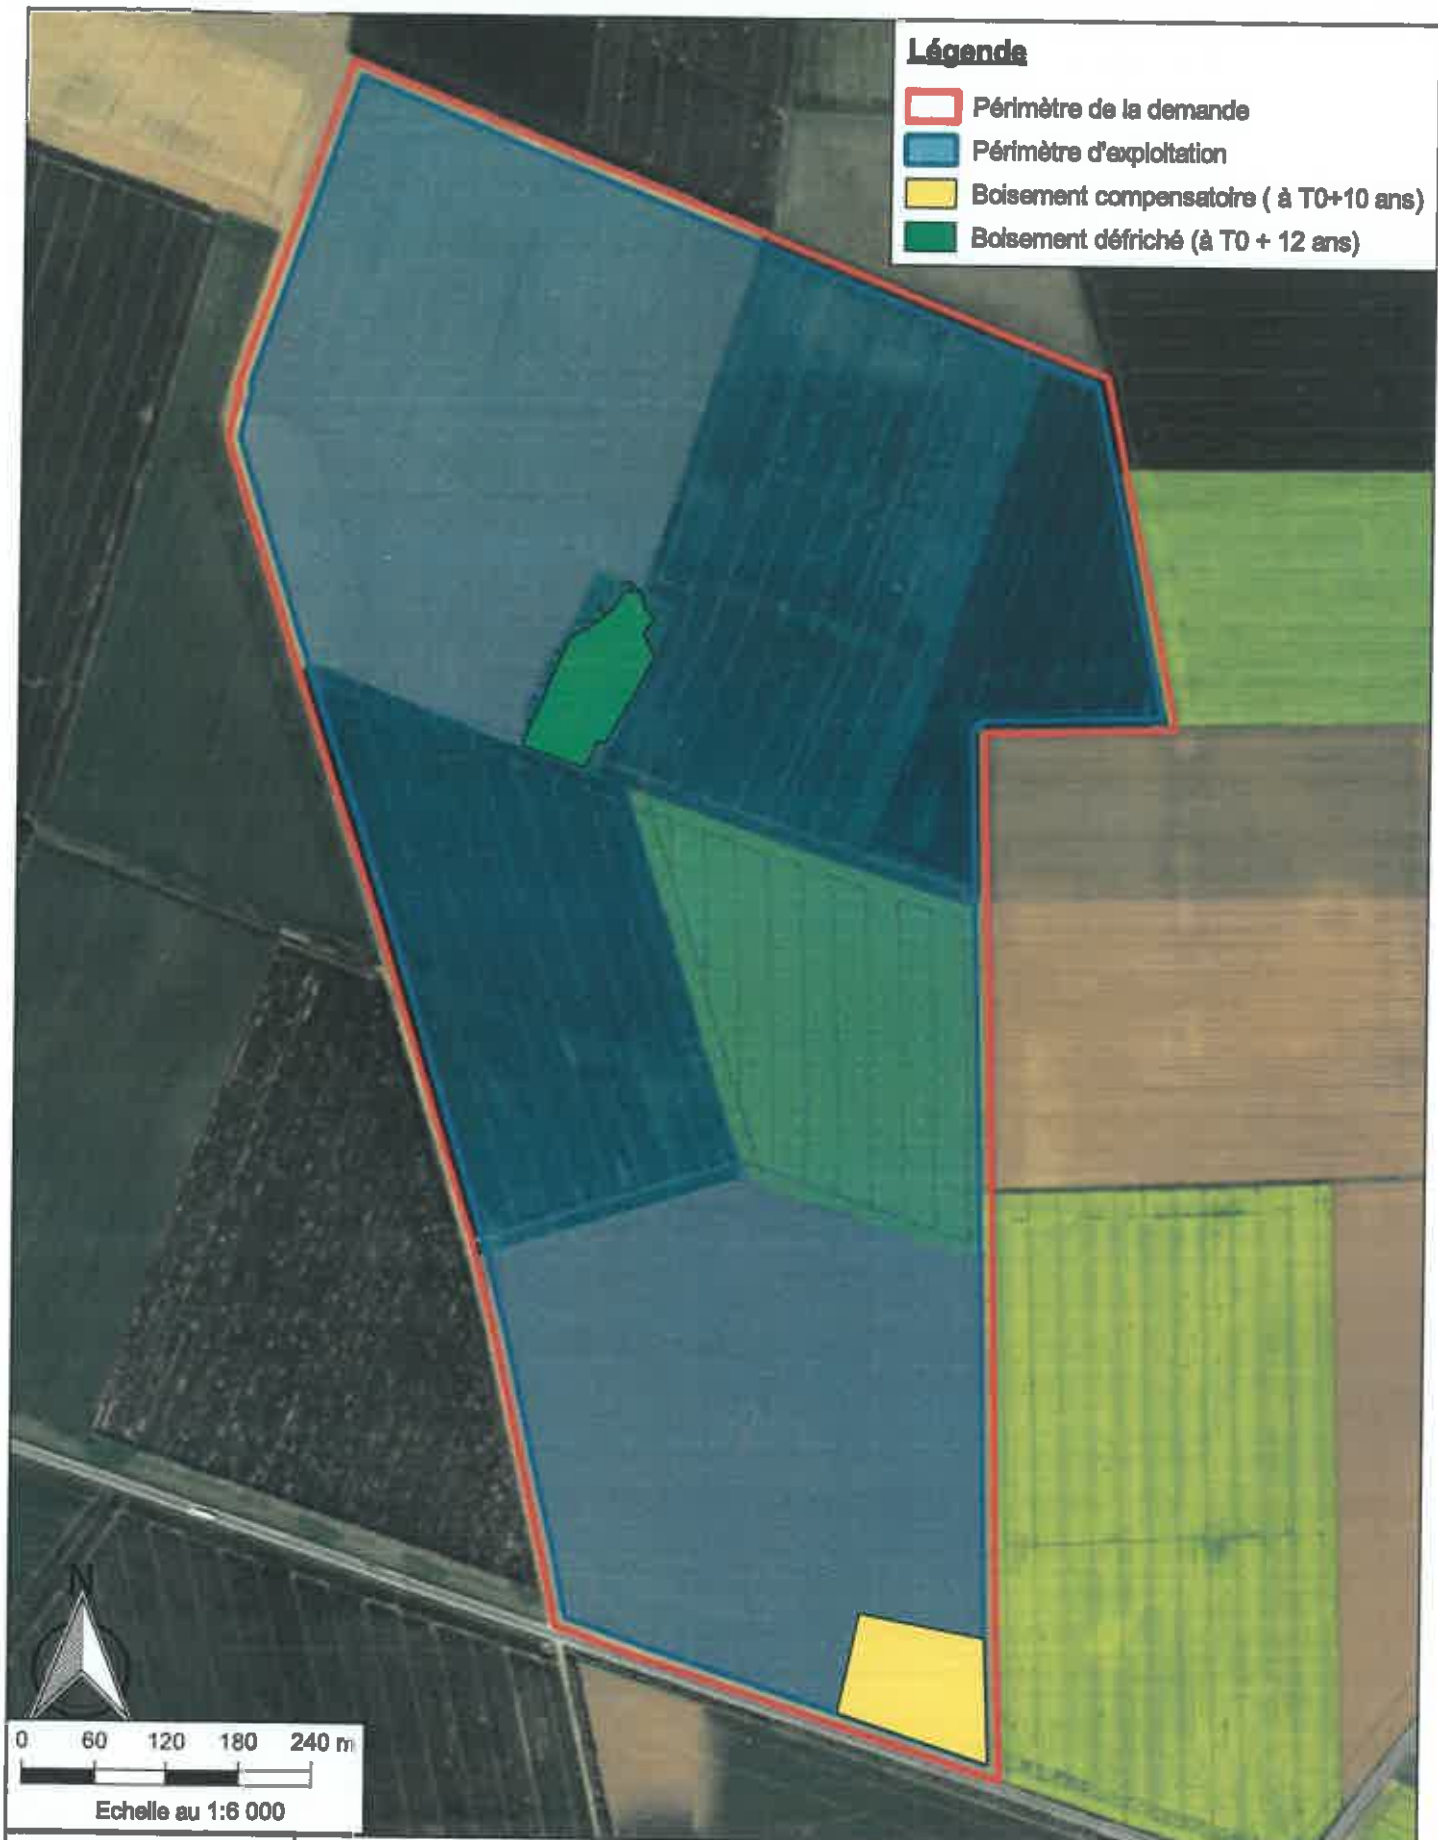 Légende
Périmètre de la demande
Périmètre d'exploitation
Boisement compensatoire ( à T0+10 ans)
Boisement défriché (à T0 + 12 ans)
N
0 60 120 180 240 m
Echelle au 1:6 000